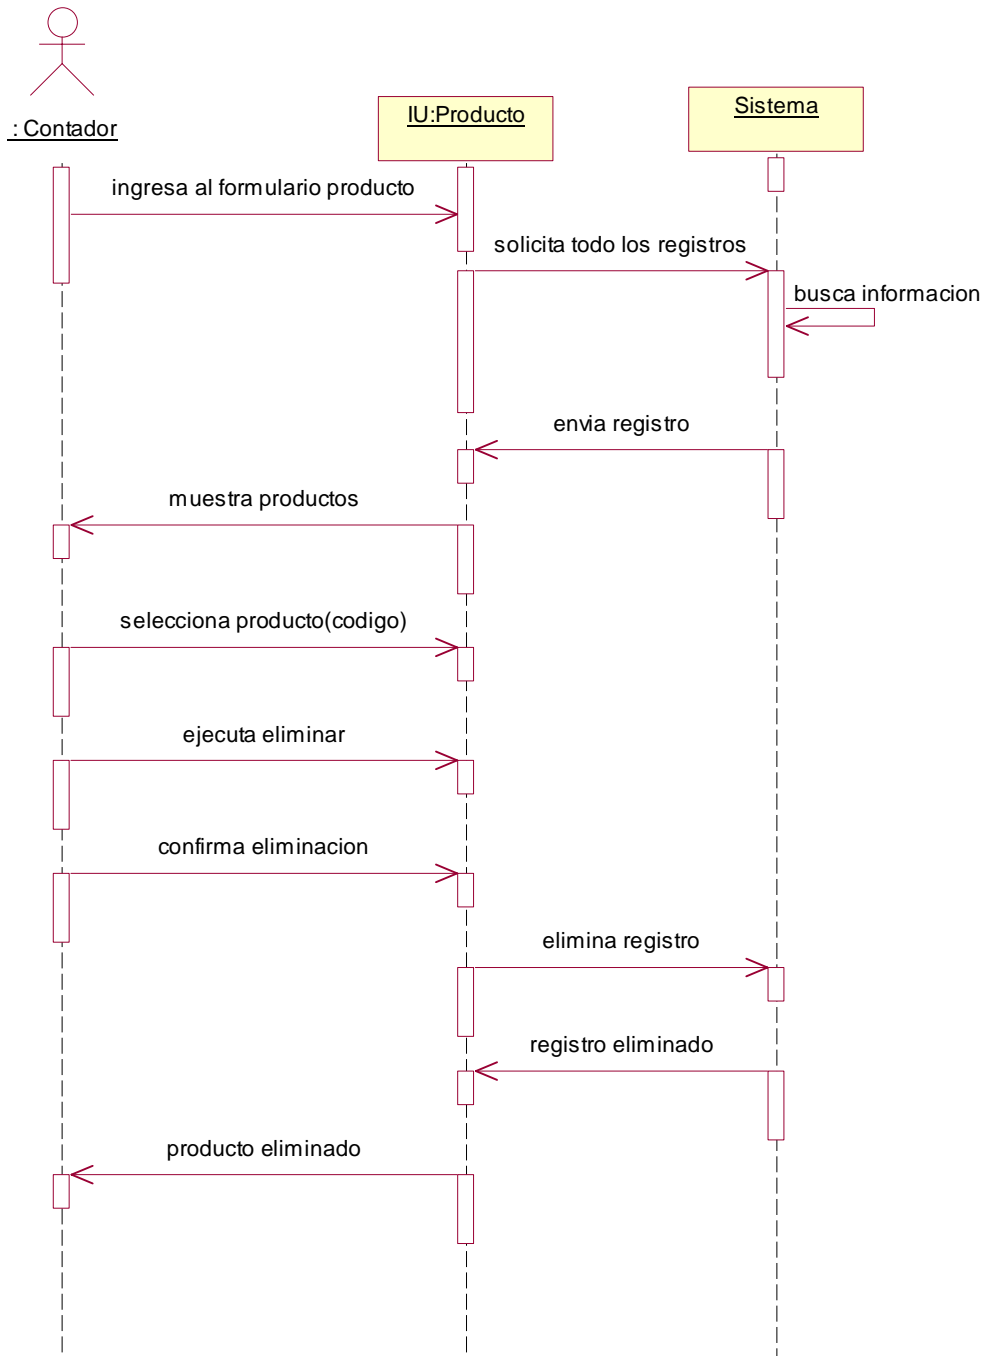 : Contador
IU:Producto
Sistema
ingresa al formulario producto
solicita todo los registros
busca informacion
envia registro
muestra productos
selecciona producto(codigo)
ejecuta eliminar
confirma eliminacion
elimina registro
registro eliminado
producto eliminado